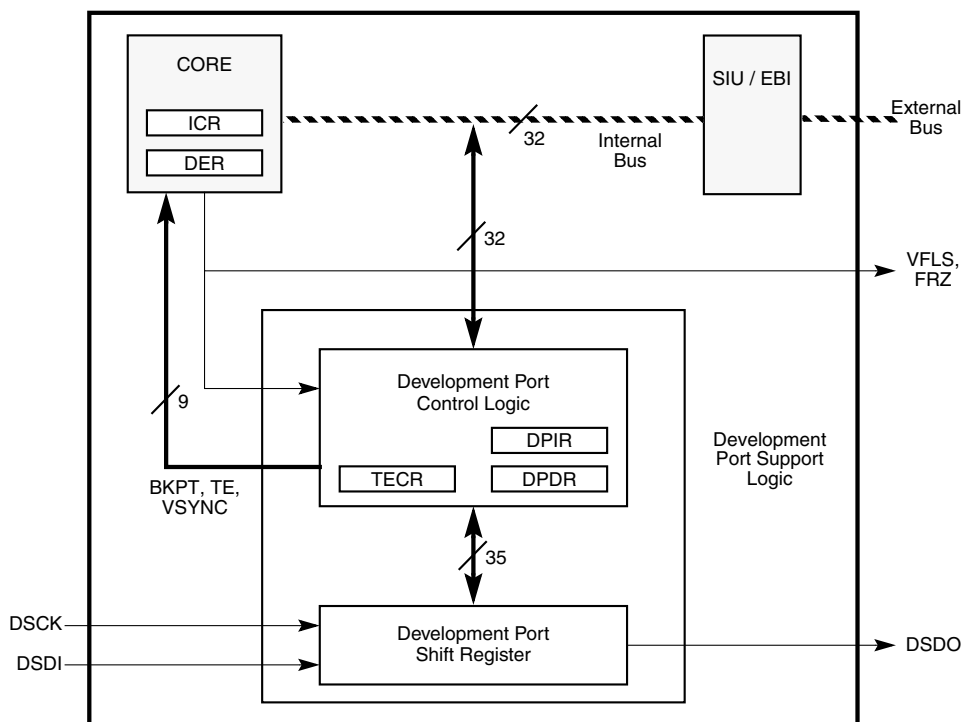 CORE
ICR
DER
SIU / EBI
32
Internal
Bus
External
Bus
32
VFLS,
FRZ
9
Development Port
Control Logic
DPIR
TECR
DPDR
BKPT, TE,
VSYNC
Development
Port Support
Logic
35
DSCK
DSDI
Development Port
Shift Register
DSDO